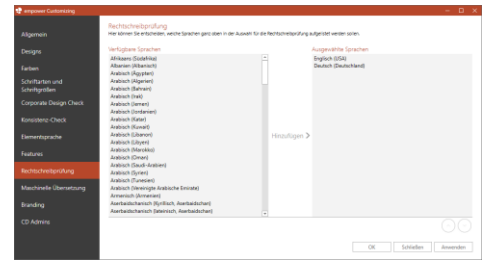 empower Customizing
Allgemein
Designs
Farben
Schriftarten und
Schriftgrößen
Corporate Design Check
Konsistenz-Check
Elementsprache
Features
Rechtschreibprüfung
Maschinelle Übersetzung
Branding
CD Admins
Rechtschreibprüfung
Hier können Sie entscheiden, welche Sprachen ganz oben in der Auswahl für die Rechtschreibprüfung aufgelistet werden sollen.
Verfügbare Sprachen
Afrikaans (Südafrika)
Albanien (Albanisch)
Arabisch (Ägypten)
Arabisch (Algerien)
Arabisch (Bahrain)
Arabisch (Irak)
Arabisch (Jemen)
Arabisch (Jordanien)
Arabisch (Katar)
Arabisch (Kuwait)
Arabisch (Libanon)
Arabisch (Libyen)
Arabisch (Marokko)
Arabisch (Oman)
Arabisch (Saudi-Arabien)
Arabisch (Syrien)
Arabisch (Tunesien)
Arabisch (Vereinigte Arabische Emirate)
Armenisch (Armenien)
Aserbaidschanisch (Kyrillisch, Aserbaidschan)
Aserbaidschanisch (lateinisch, Aserbaidschan)
Hinzufügen >
Ausgewählte Sprachen
Englisch (USA)
Deutsch (Deutschland)
OK
Schließen
Anwenden